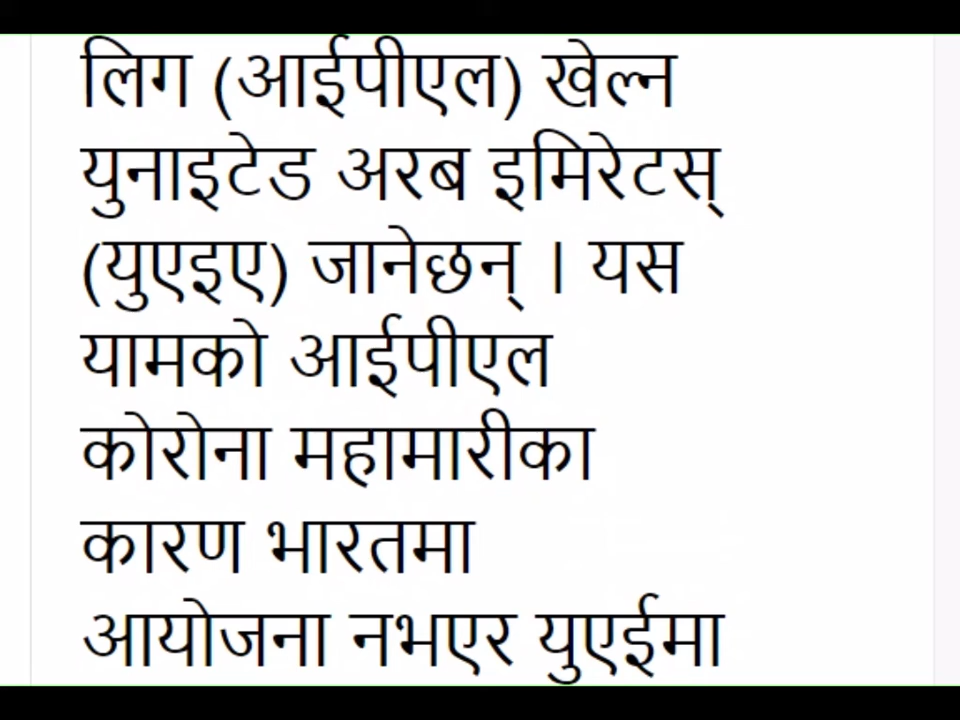 लिग (आईपीएल) खेल्न
युनाइटेड अरब इमिरेटस्
(युएइए) जानेछन् । यस
यामको आईपीएल
कोरोना महामारीका
कारण भारतमा
आयोजना नभएर युएईमा